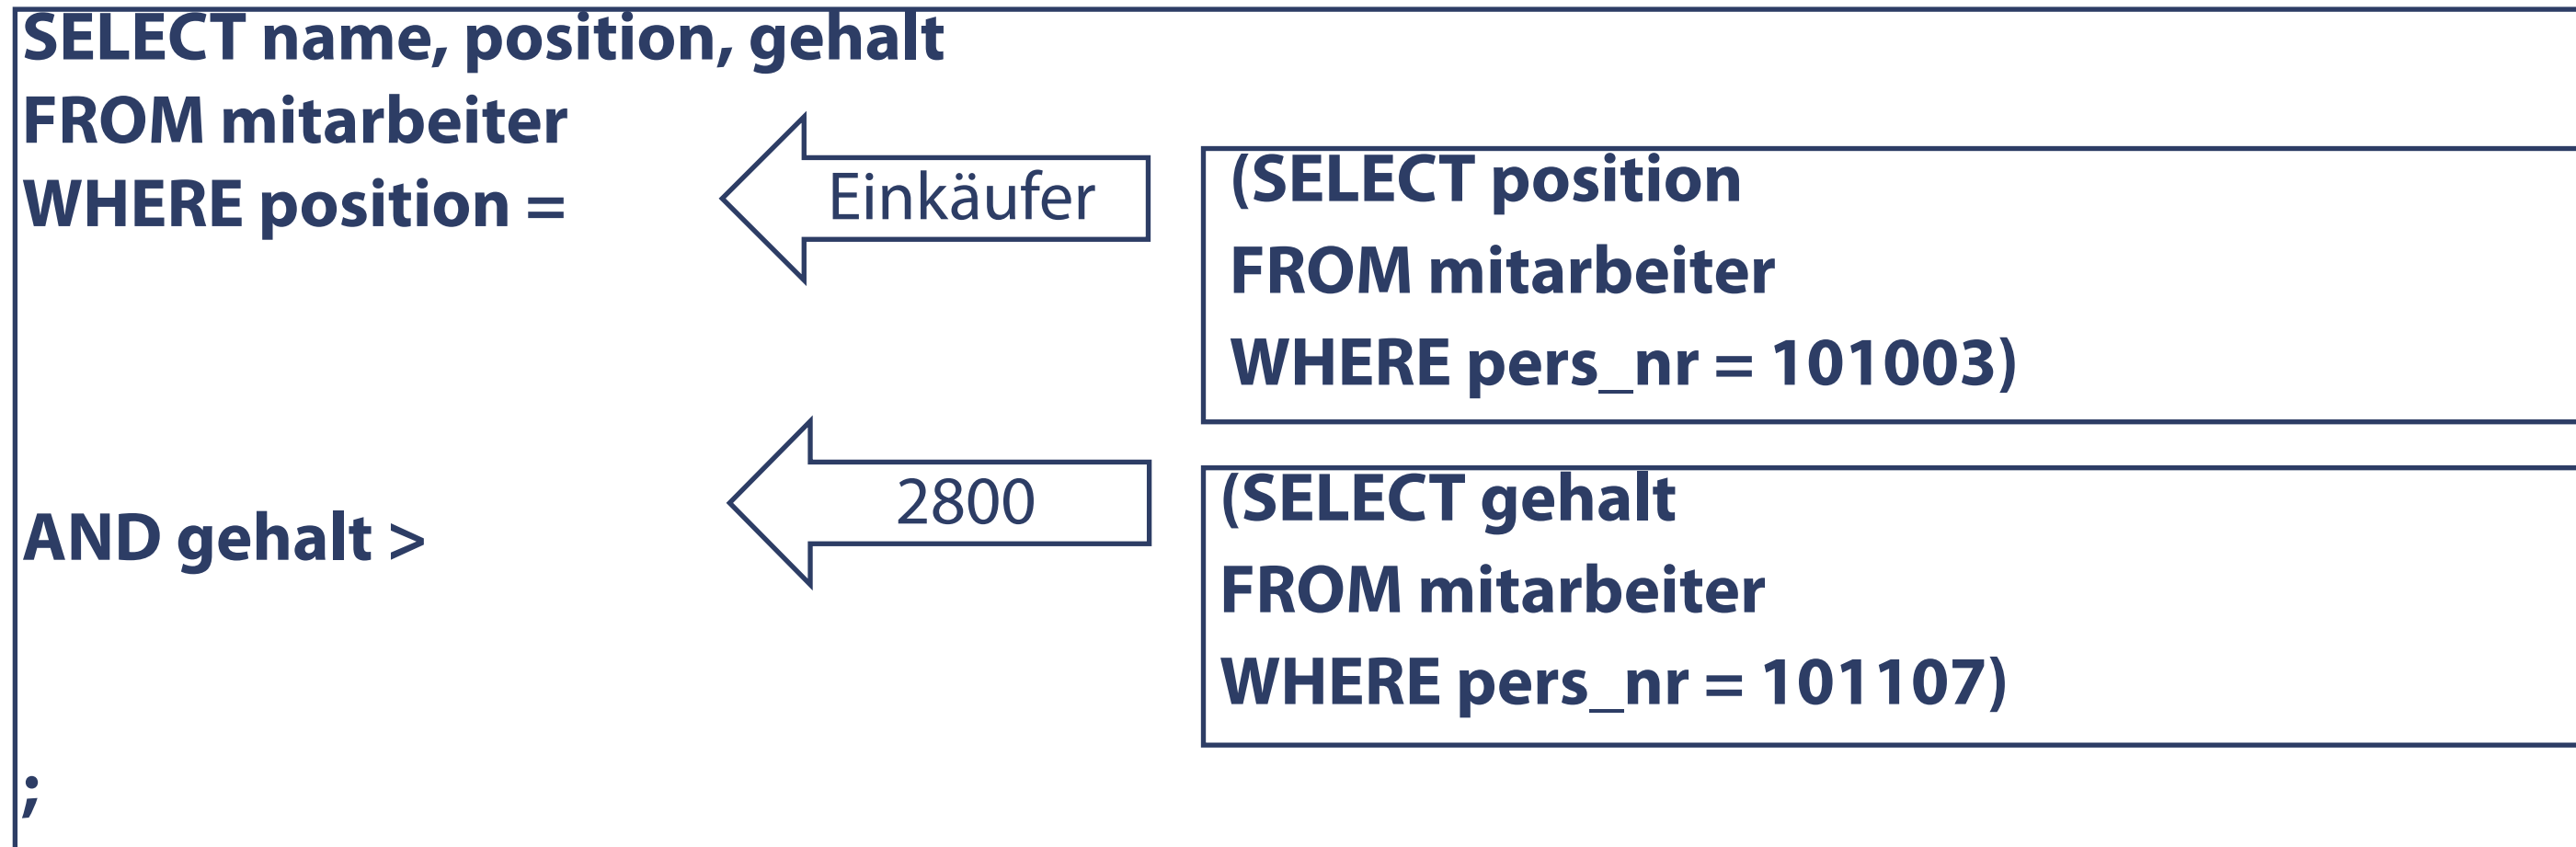 SELECT name, position, gehalt
FROM mitarbeiter
WHERE position =
Einkäufer
(SELECT position
FROM mitarbeiter
WHERE pers_nr = 101003)
AND gehalt >
2800
(SELECT gehalt
FROM mitarbeiter
WHERE pers_nr = 101107)
;